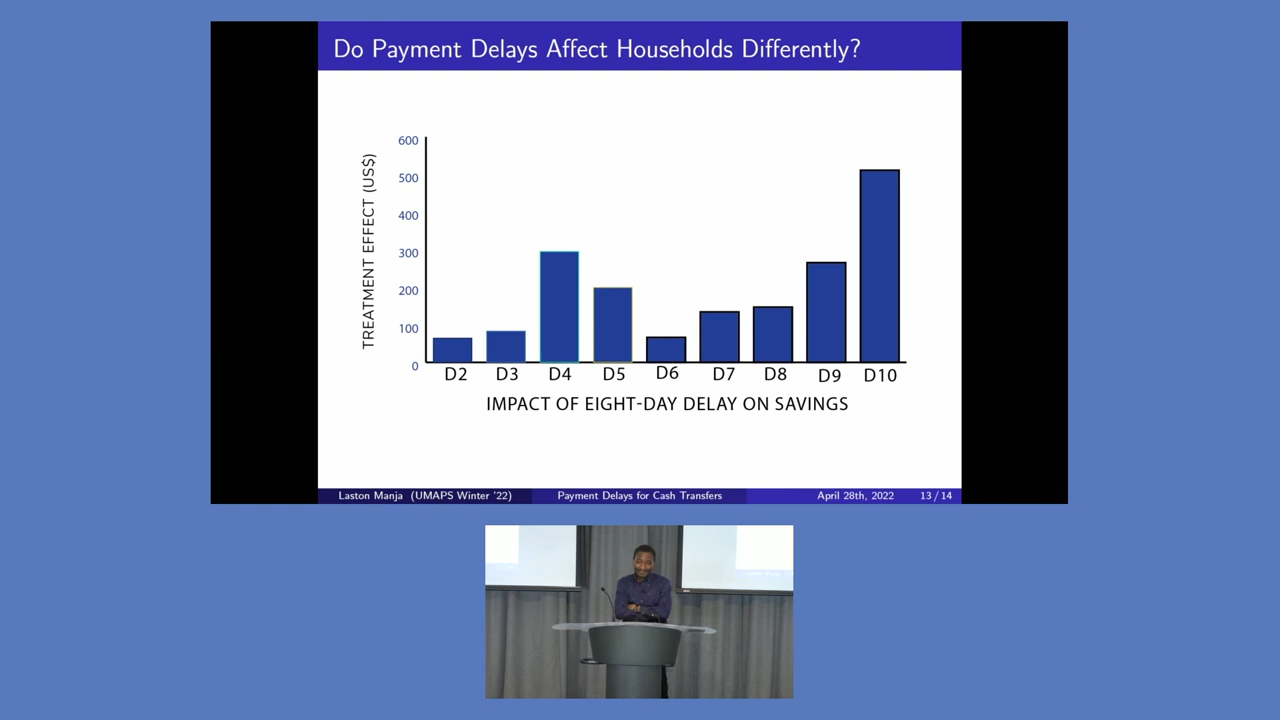 Do Payment Delays Affect Households Differently?
TREATMENT EFFECT (US$)
600
500
400
300
200
100
0
D2 D3 D4 D5 D6 D7 D8 D9 D10
IMPACT OF EIGHT-DAY DELAY ON SAVINGS
Laston Manja (UMAPS Winter '22) Payment Delays for Cash Transfers April 28th, 2022 13 / 14